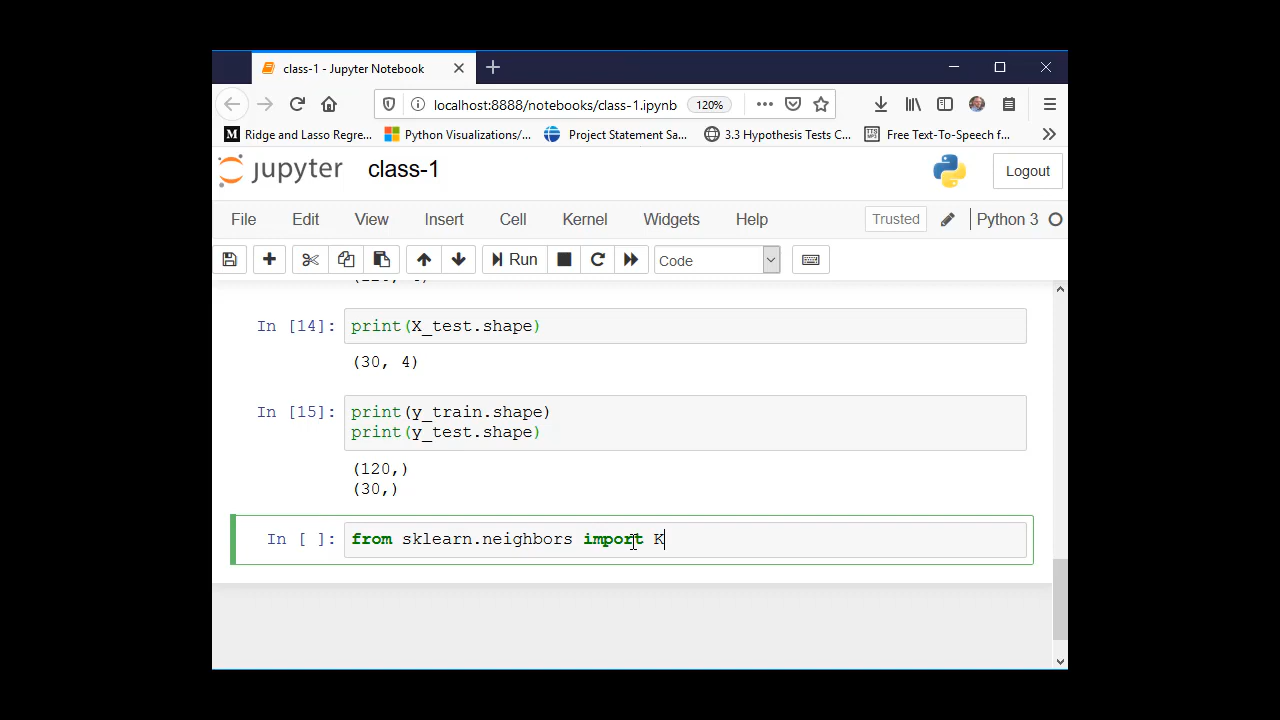 class-1 - Jupyter Notebook
localhost:8888/notebooks/class-1.ipynb 120%
M Ridge and Lasso Regre... Python Visualizations/... Project Statement Sa... 3.3 Hypothesis Tests C... TTS MP3 Free Text-To-Speech f...
jupyter class-1 Logout
File Edit View Insert Cell Kernel Widgets Help Trusted Python 3
Run Code
In [14]: print(X_test.shape)
(30, 4)
In [15]: print(y_train.shape)
print(y_test.shape)
(120,)
(30,)
In [ ]: from sklearn.neighbors import K